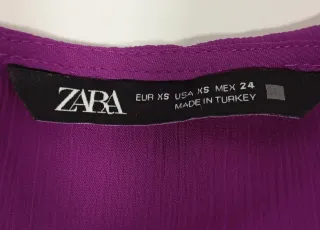 ZARA
EUR XS USA XS MEX 24
MADE IN TURKEY